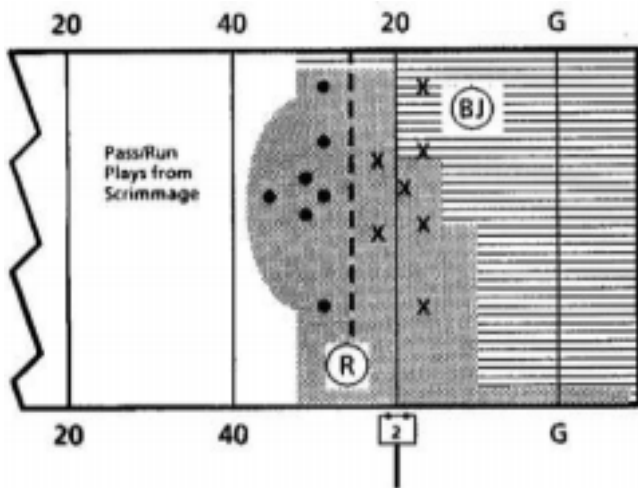 20 40 20 G
X
BJ
X
X
Pass/Run
Plays from
Scrimmage
X
X
X
X
R
20 40 2 G